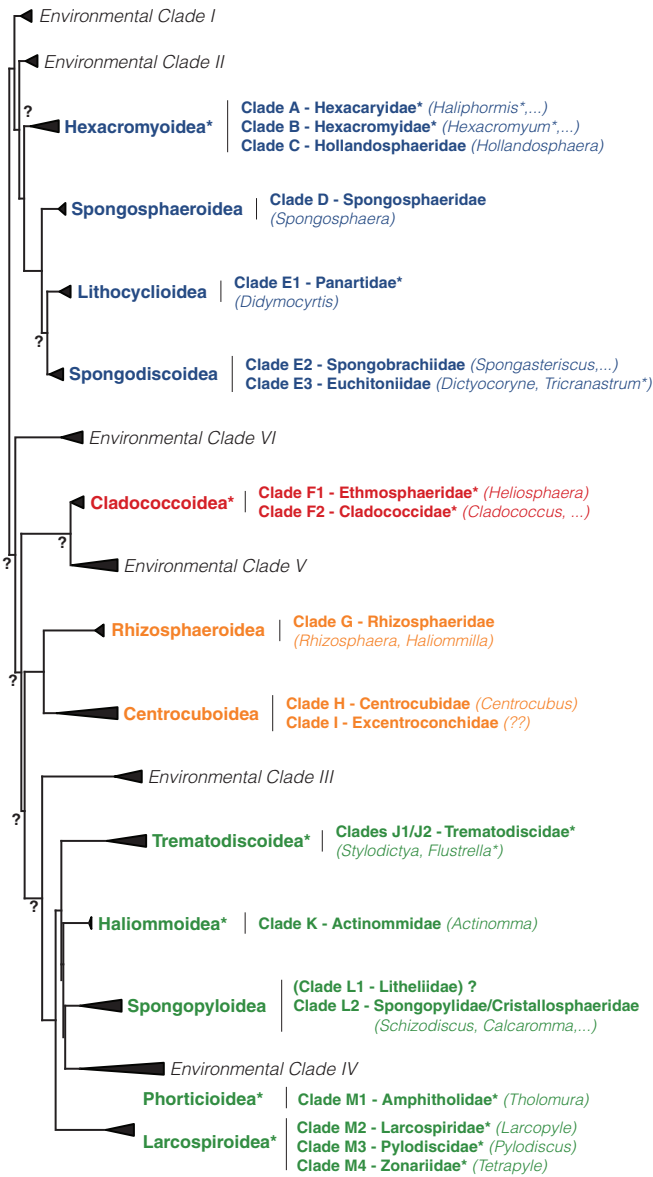 Environmental Clade I
Environmental Clade II
?
Hexacromyoidea*
Clade A - Hexacaryidae* (Haliphormis*,...)
Clade B - Hexacromyidae* (Hexacromyum*,...)
Clade C - Hollandosphaeridae (Hollandosphaera)
Spongosphaeroidea
Clade D - Spongosphaeridae
(Spongosphaera)
Lithocyclioidea
Clade E1 - Panartidae*
(Didymocyrtis)
?
Spongodiscoidea
Clade E2 - Spongobrachiidae (Spongasteriscus,...)
Clade E3 - Euchitoniidae (Dictyocoryne, Tricranastrum*)
Environmental Clade VI
Cladococcoidea*
Clade F1 - Ethmosphaeridae* (Heliosphaera)
Clade F2 - Cladococcidae* (Cladococcus, ...)
?
?
Environmental Clade V
Rhizosphaeroidea
Clade G - Rhizosphaeridae
(Rhizosphaera, Haliommilla)
?
Centrocuboidea
Clade H - Centrocubidae (Centrocubus)
Clade I - Excentroconchidae (??)
Environmental Clade III
?
Trematodiscoidea*
Clades J1/J2 - Trematodiscidae*
(Stylodictya, Flustrella*)
?
Haliommoidea*
Clade K - Actinommidae (Actinomma)
Spongopyloidea
(Clade L1 - Litheliidae) ?
Clade L2 - Spongopylidae/Cristallosphaeridae
(Schizodiscus, Calcaromma,...)
Environmental Clade IV
Phorticioidea*
Clade M1 - Amphitholidae* (Tholomura)
Larcospiroidea*
Clade M2 - Larcospiridae* (Larcopyle)
Clade M3 - Pylodiscidae* (Pylodiscus)
Clade M4 - Zonariidae* (Tetrapyle)